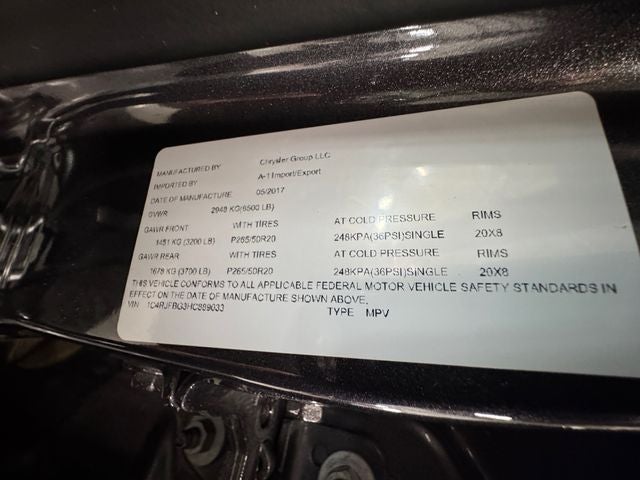 MANUFACTURED BY Chrysler Group LLC
IMPORTED BY A-1 Import/Export
DATE OF MANUFACTURE 05/2017
GVWR 2948 KG(6500 LB)
GAWR FRONT WITH TIRES AT COLD PRESSURE RIMS
1451 KG (3200 LB) P265/50R20 248KPA(36PSI)SINGLE 20X8
GAWR REAR WITH TIRES AT COLD PRESSURE RIMS
1678 KG (3700 LB) P265/50R20 248KPA(36PSI)SINGLE 20X8
THIS VEHICLE CONFORMS TO ALL APPLICABLE FEDERAL MOTOR VEHICLE SAFETY STANDARDS IN
EFFECT ON THE DATE OF MANUFACTURE SHOWN ABOVE.
VIN TYPE MPV